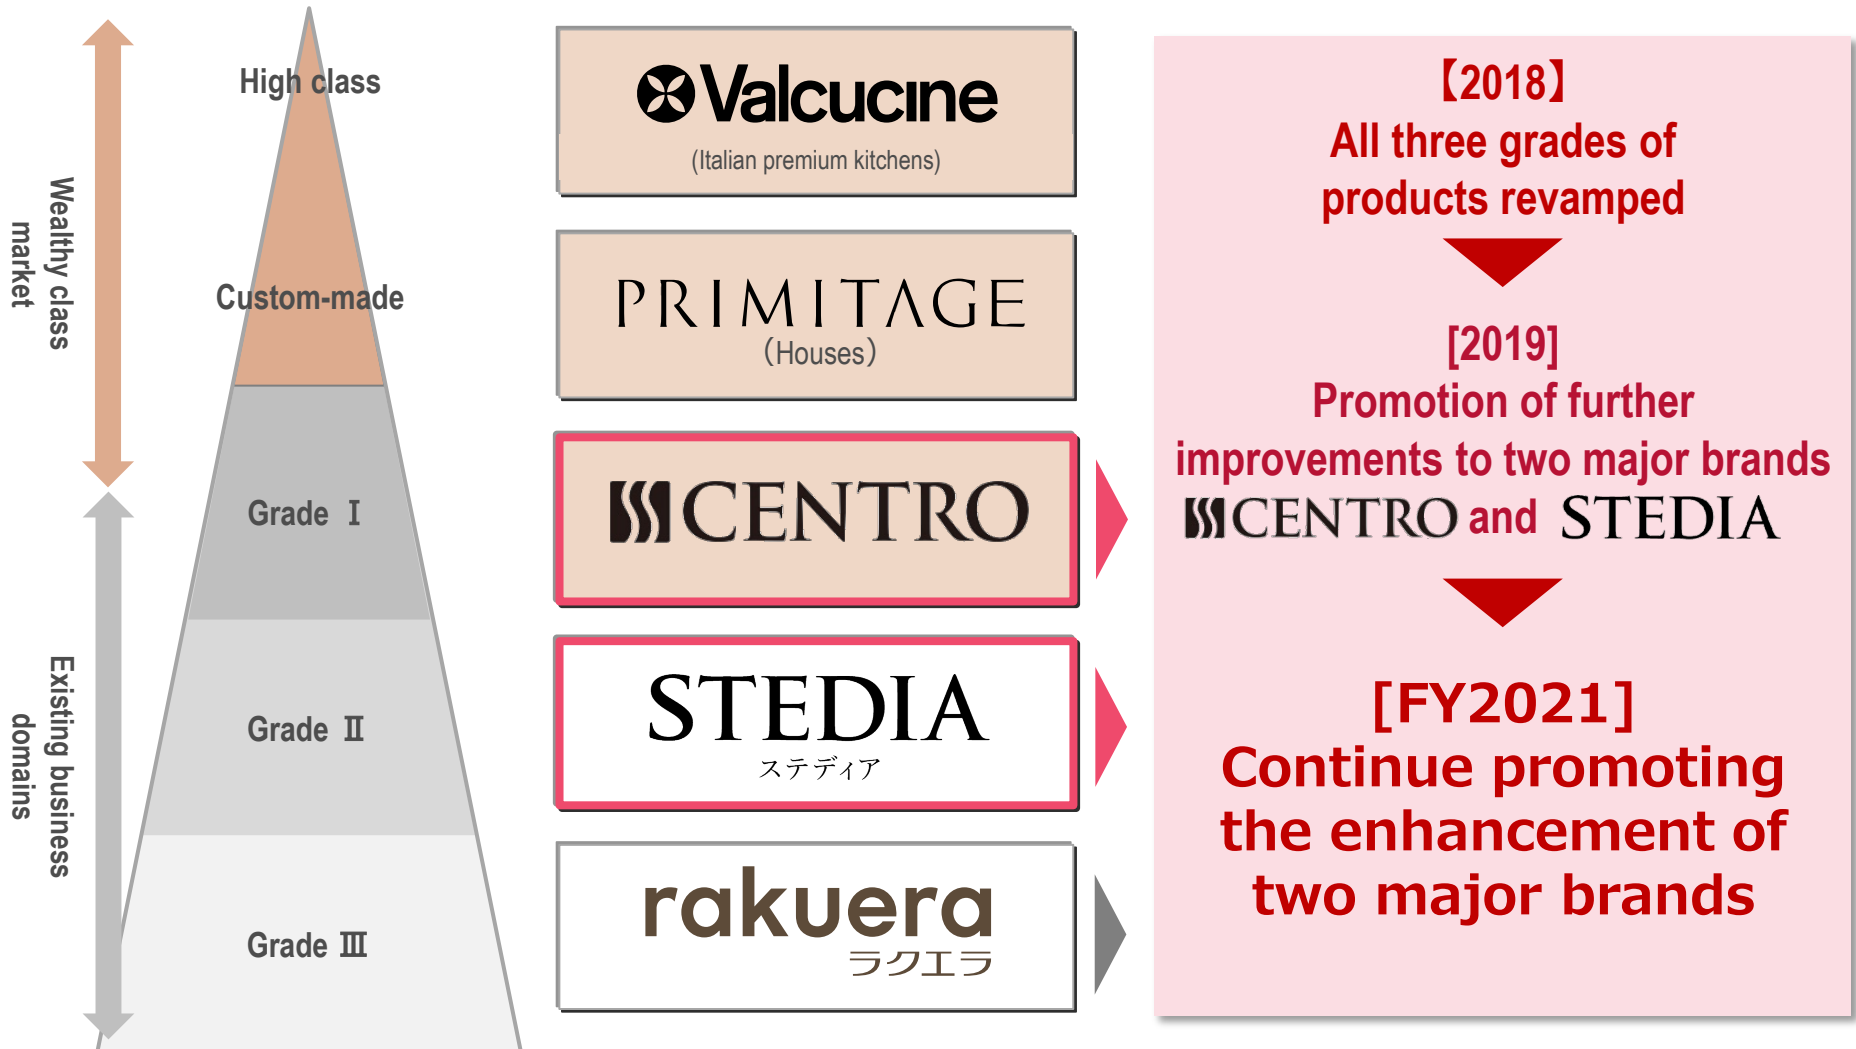 Wealthy class
market
Existing business
domains
High class
Custom-made
Grade Ⅰ
Grade Ⅱ
Grade Ⅲ
Valcucine
(Italian premium kitchens)
PRIMITAGE
（Houses）
CENTRO
STEDIA
ステディア
rakuera
ラクエラ
【2018】
All three grades of
products revamped
[2019]
Promotion of further
improvements to two major brands
CENTRO and STEDIA
[FY2021]
Continue promoting
the enhancement of
two major brands